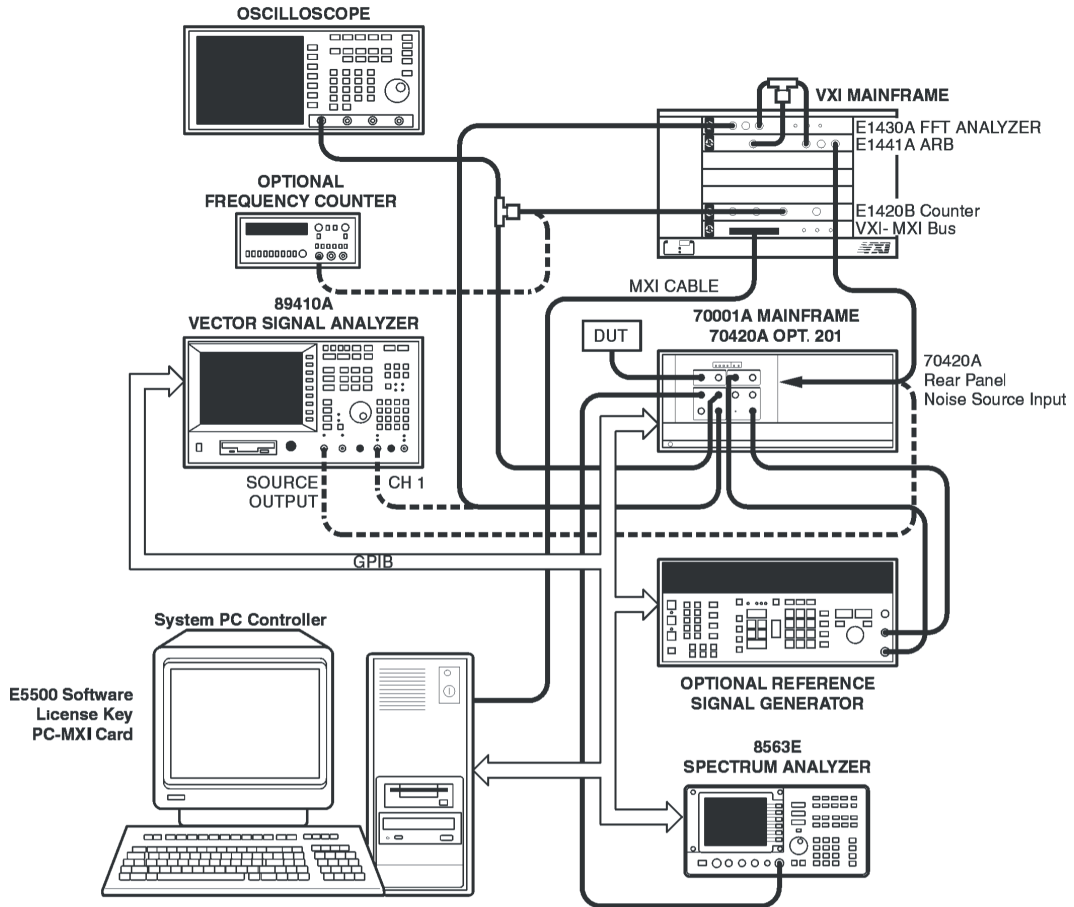 OSCILLOSCOPE
VXI MAINFRAME
E1430A FFT ANALYZER
E1441A ARB
OPTIONAL
FREQUENCY COUNTER
E1420B Counter
VXI- MXI Bus
VXI
MXI CABLE
89410A
VECTOR SIGNAL ANALYZER
70001A MAINFRAME
70420A OPT. 201
DUT
70420A
Rear Panel
Noise Source Input
SOURCE
OUTPUT
CH 1
GPIB
System PC Controller
E5500 Software
License Key
PC-MXI Card
OPTIONAL REFERENCE
SIGNAL GENERATOR
8563E
SPECTRUM ANALYZER